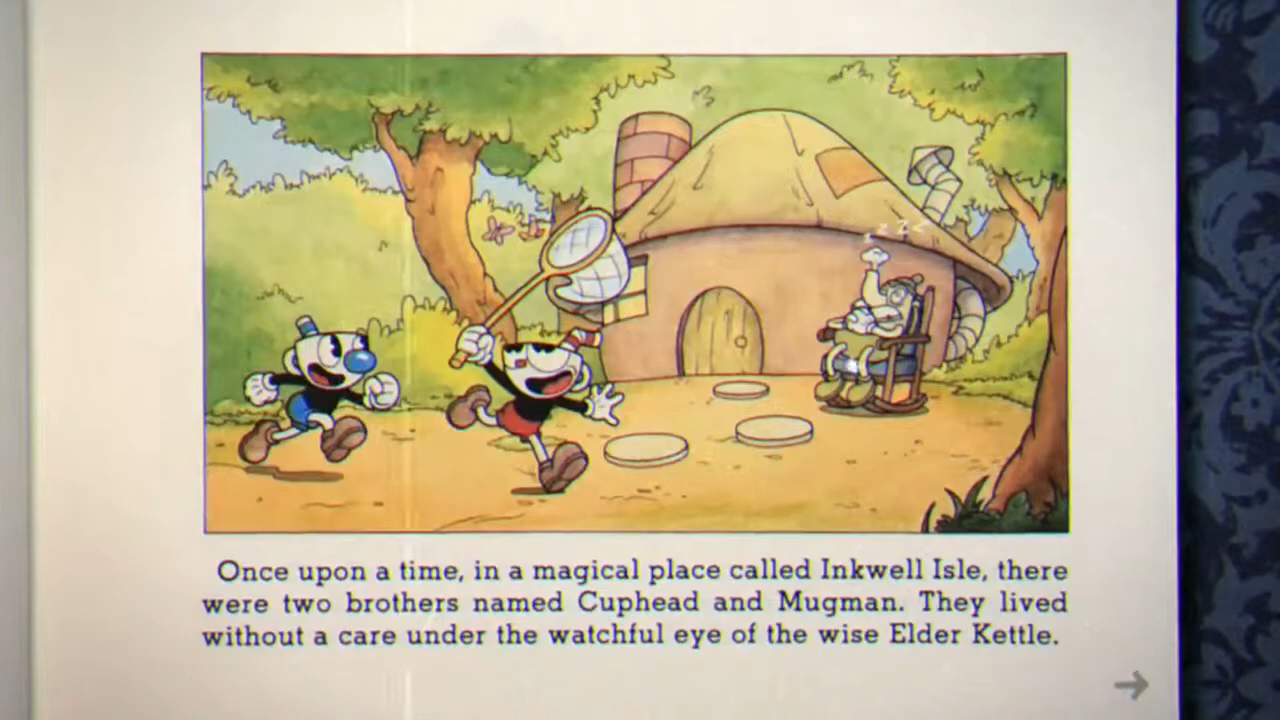 z z Z z
Once upon a time, in a magical place called Inkwell Isle, there
were two brothers named Cuphead and Mugman. They lived
without a care under the watchful eye of the wise Elder Kettle.